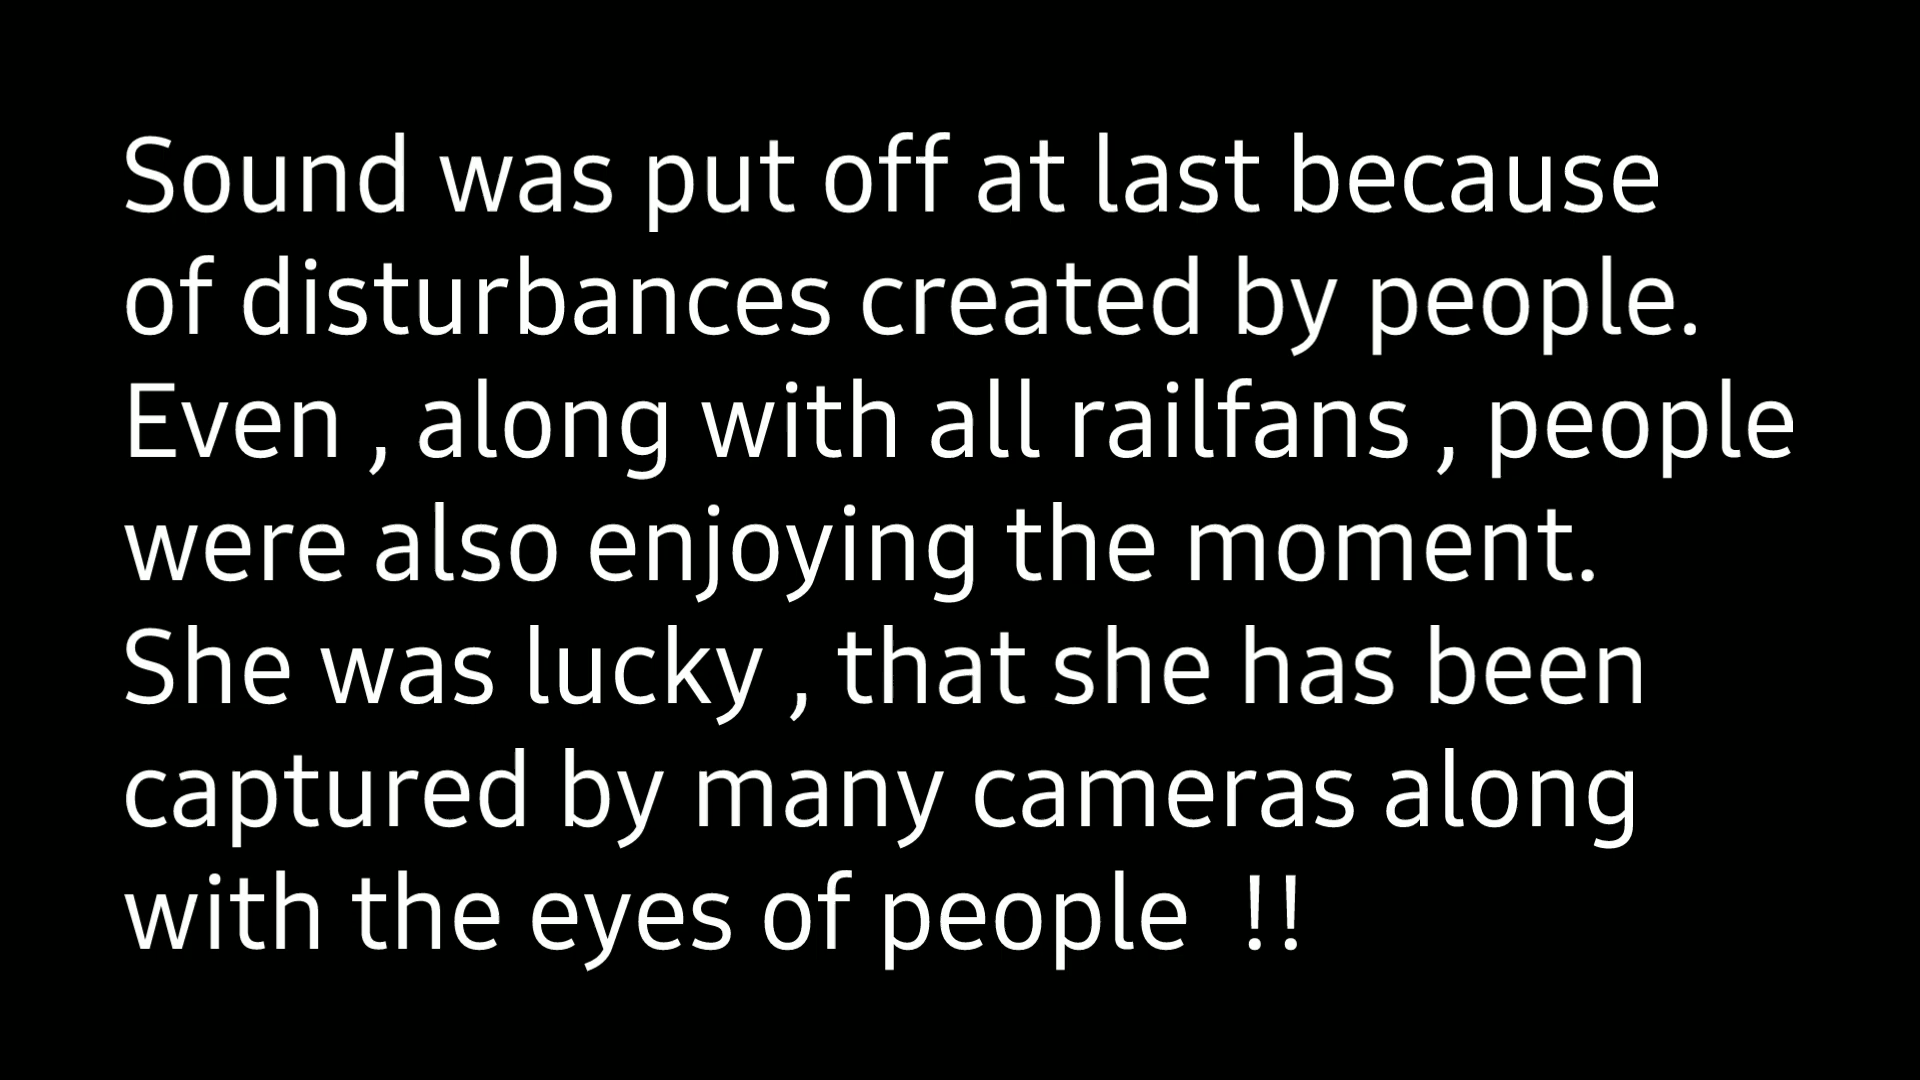 Sound was put off at last because
of disturbances created by people.
Even , along with all railfans , people
were also enjoying the moment.
She was lucky , that she has been
captured by many cameras along
with the eyes of people  !!